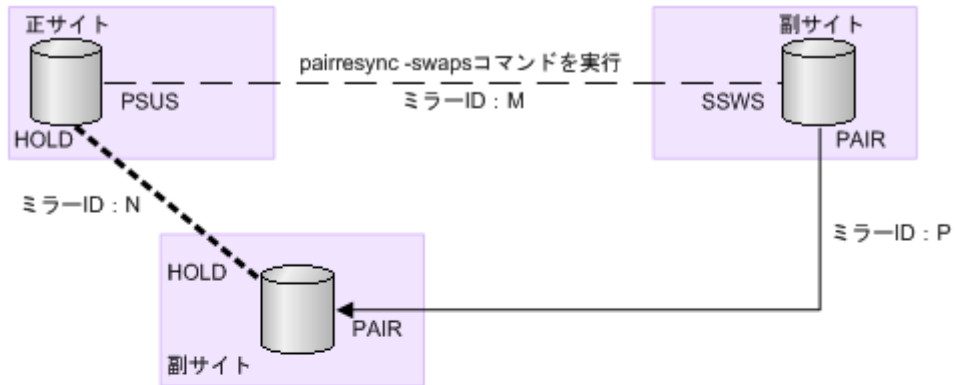 正サイト
副サイト
pairresync -swapsコマンドを実行
PSUS
ミラーID：M
SSWS
HOLD
PAIR
ミラーID：N
ミラーID：P
HOLD
PAIR
副サイト